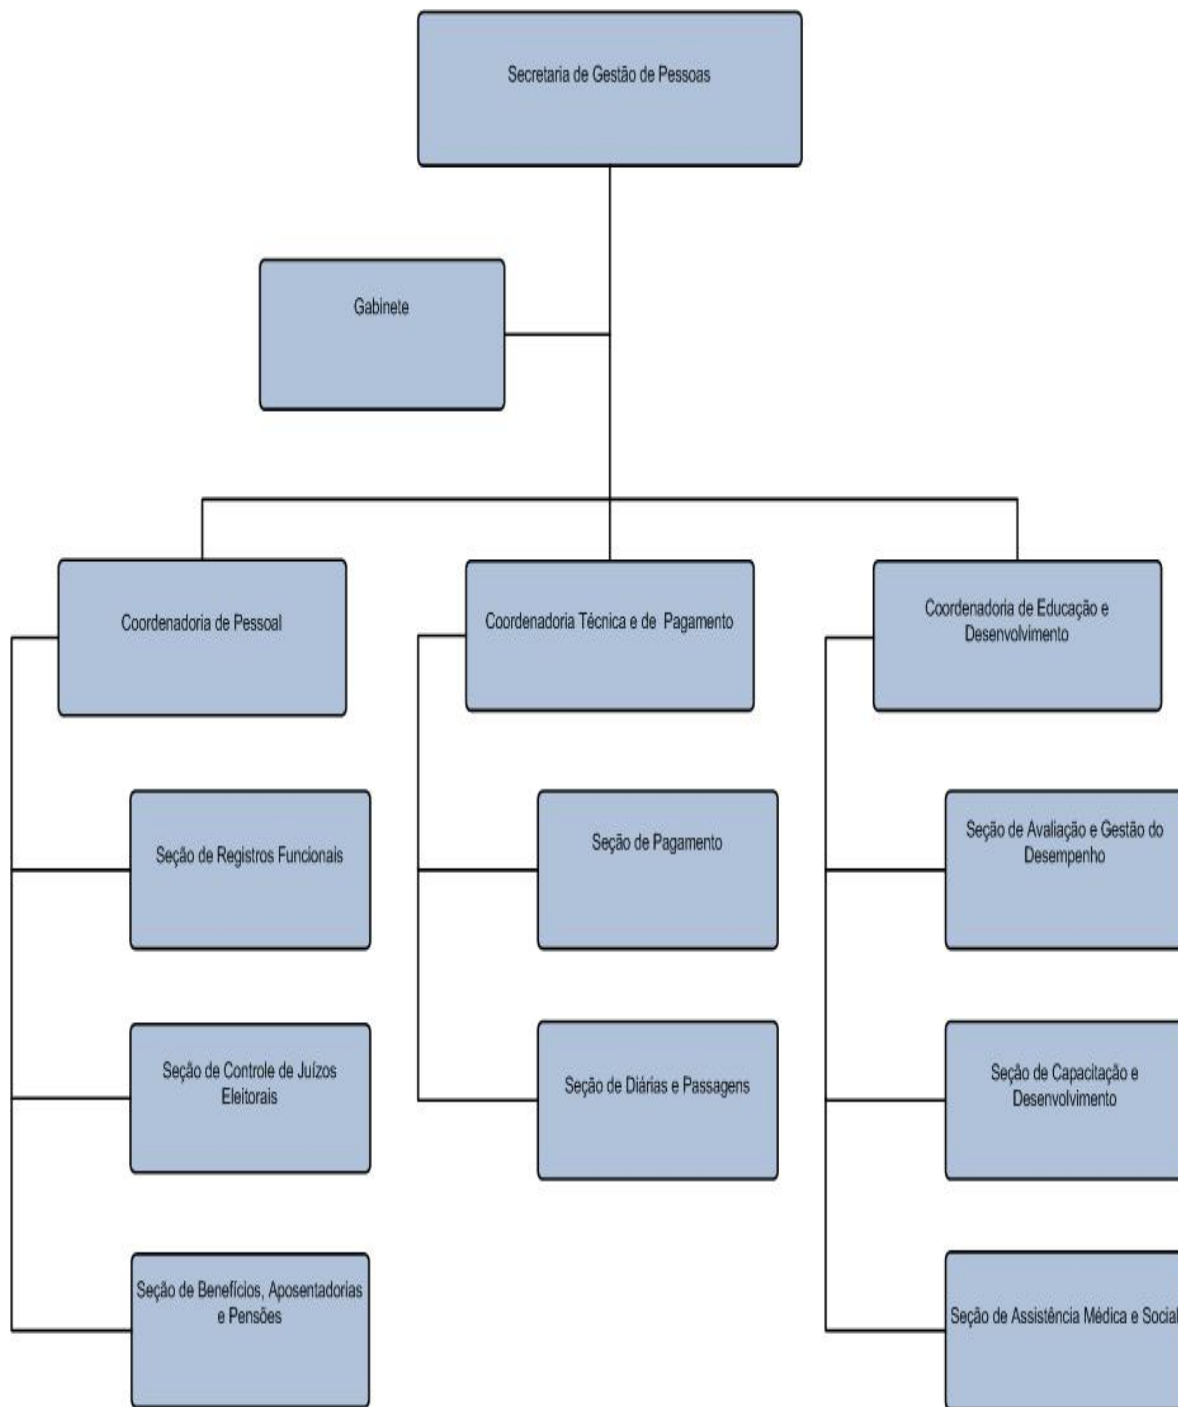 Secretaria de Gestão de Pessoas
Gabinete
Coordenadoria de Pessoal
Coordenadoria Técnica e de Pagamento
Coordenadoria de Educação e
Desenvolvimento
Seção de Registros Funcionais
Seção de Pagamento
Seção de Avaliação e Gestão do
Desempenho
Seção de Controle de Juízos
Eleitorais
Seção de Diárias e Passagens
Seção de Capacitação e
Desenvolvimento
Seção de Benefícios, Aposentadorias
e Pensões
Seção de Assistência Médica e Social